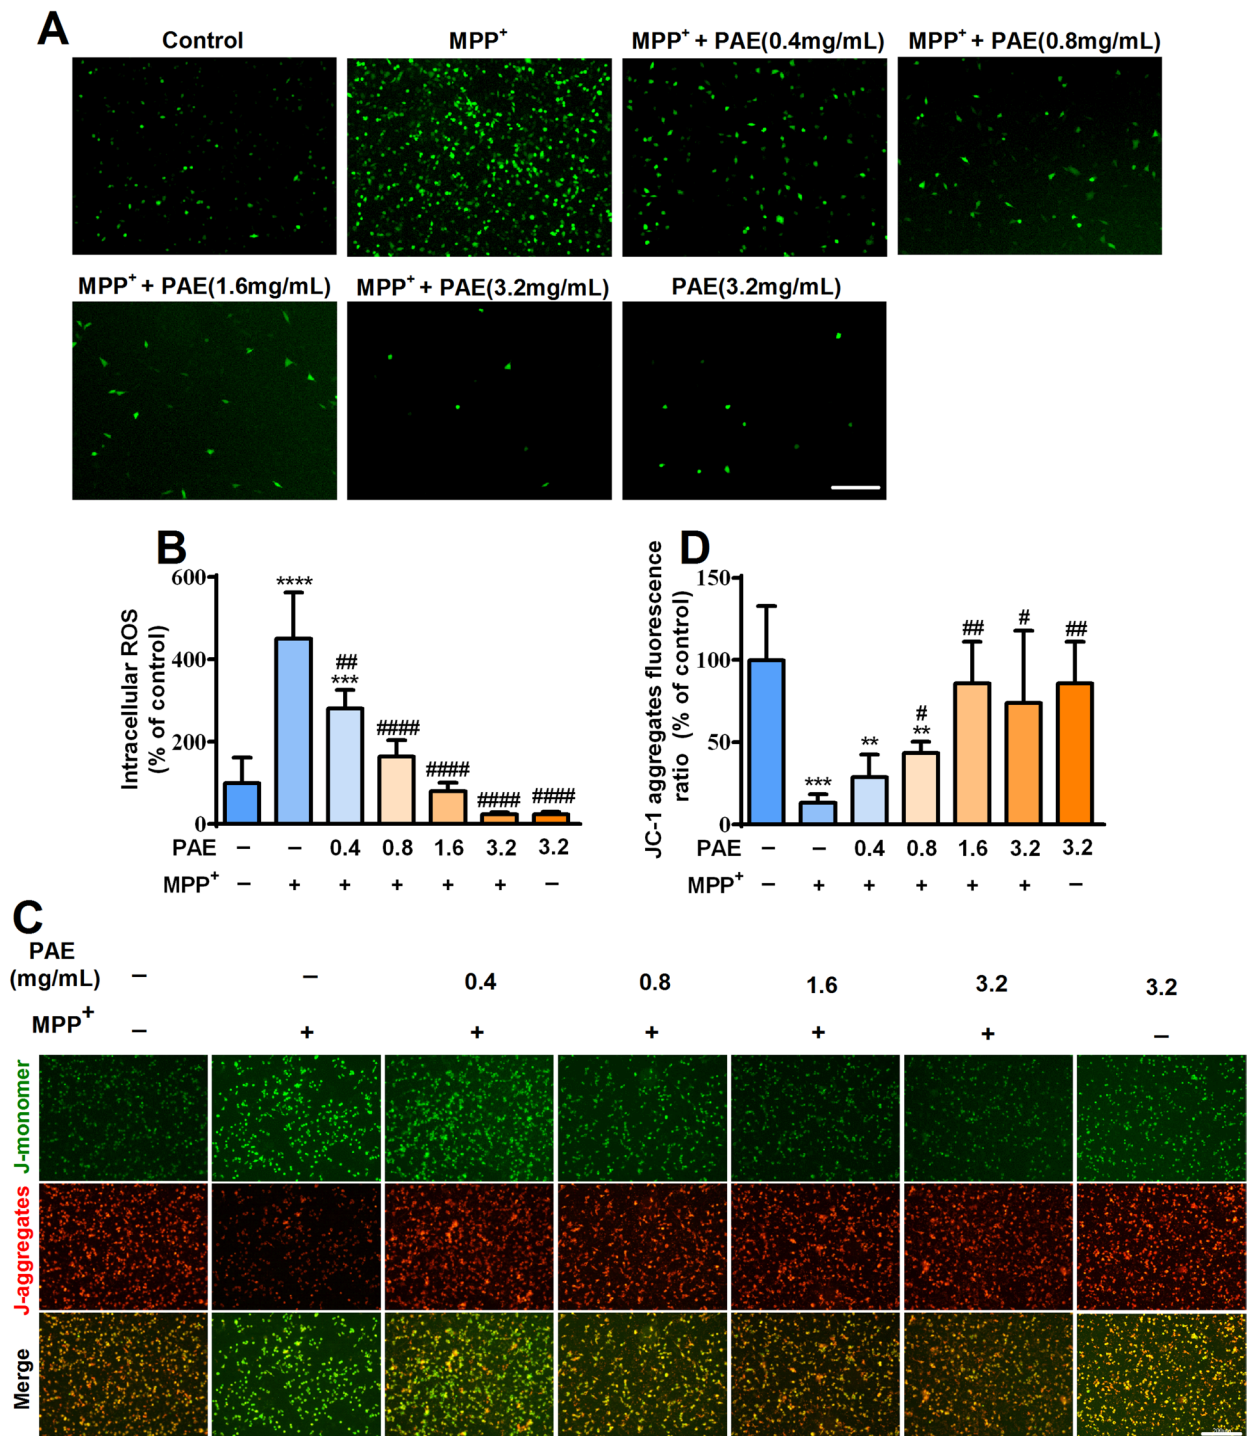 A
Control
MPP+
MPP+ + PAE(0.4mg/mL)
MPP+ + PAE(0.8mg/mL)
MPP+ + PAE(1.6mg/mL)
MPP+ + PAE(3.2mg/mL)
PAE(3.2mg/mL)
B
Intracellular ROS
(% of control)
600
400
200
0
****
##
***
####
####
####
####
PAE – – 0.4 0.8 1.6 3.2 3.2
MPP+ – + + + + + –
D
JC-1 aggregates fluorescence
ratio (% of control)
150
100
50
0
***
**
#
**
##
#
##
PAE – – 0.4 0.8 1.6 3.2 3.2
MPP+ – + + + + + –
C
PAE
(mg/mL) – – 0.4 0.8 1.6 3.2 3.2
MPP+ – + + + + + –
J-monomer
J-aggregates
Merge